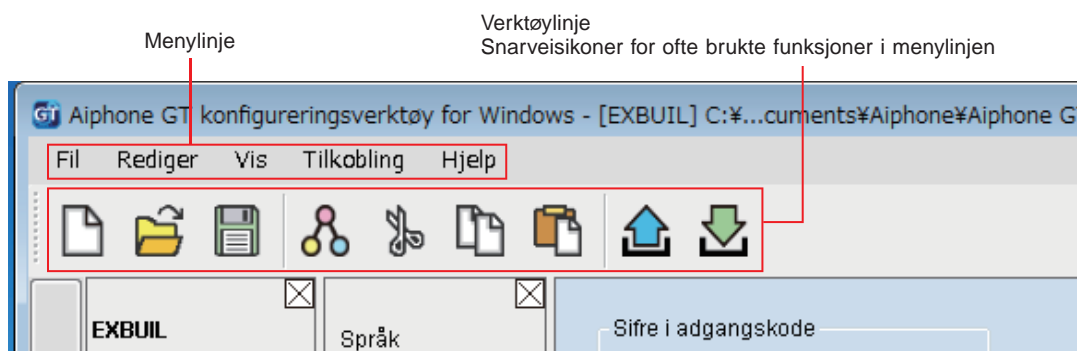 Verktøylinje
Menylinje
Snarveisikoner for ofte brukte funksjoner i menylinjen
GT Aiphone GT konfigureringsverktøy for Windows - [EXBUIL] C:¥...cuments¥Aiphone¥Aiphone G
Fil Rediger Vis Tilkobling Hjelp
EXBUIL
Språk
Sifre i adgangskode